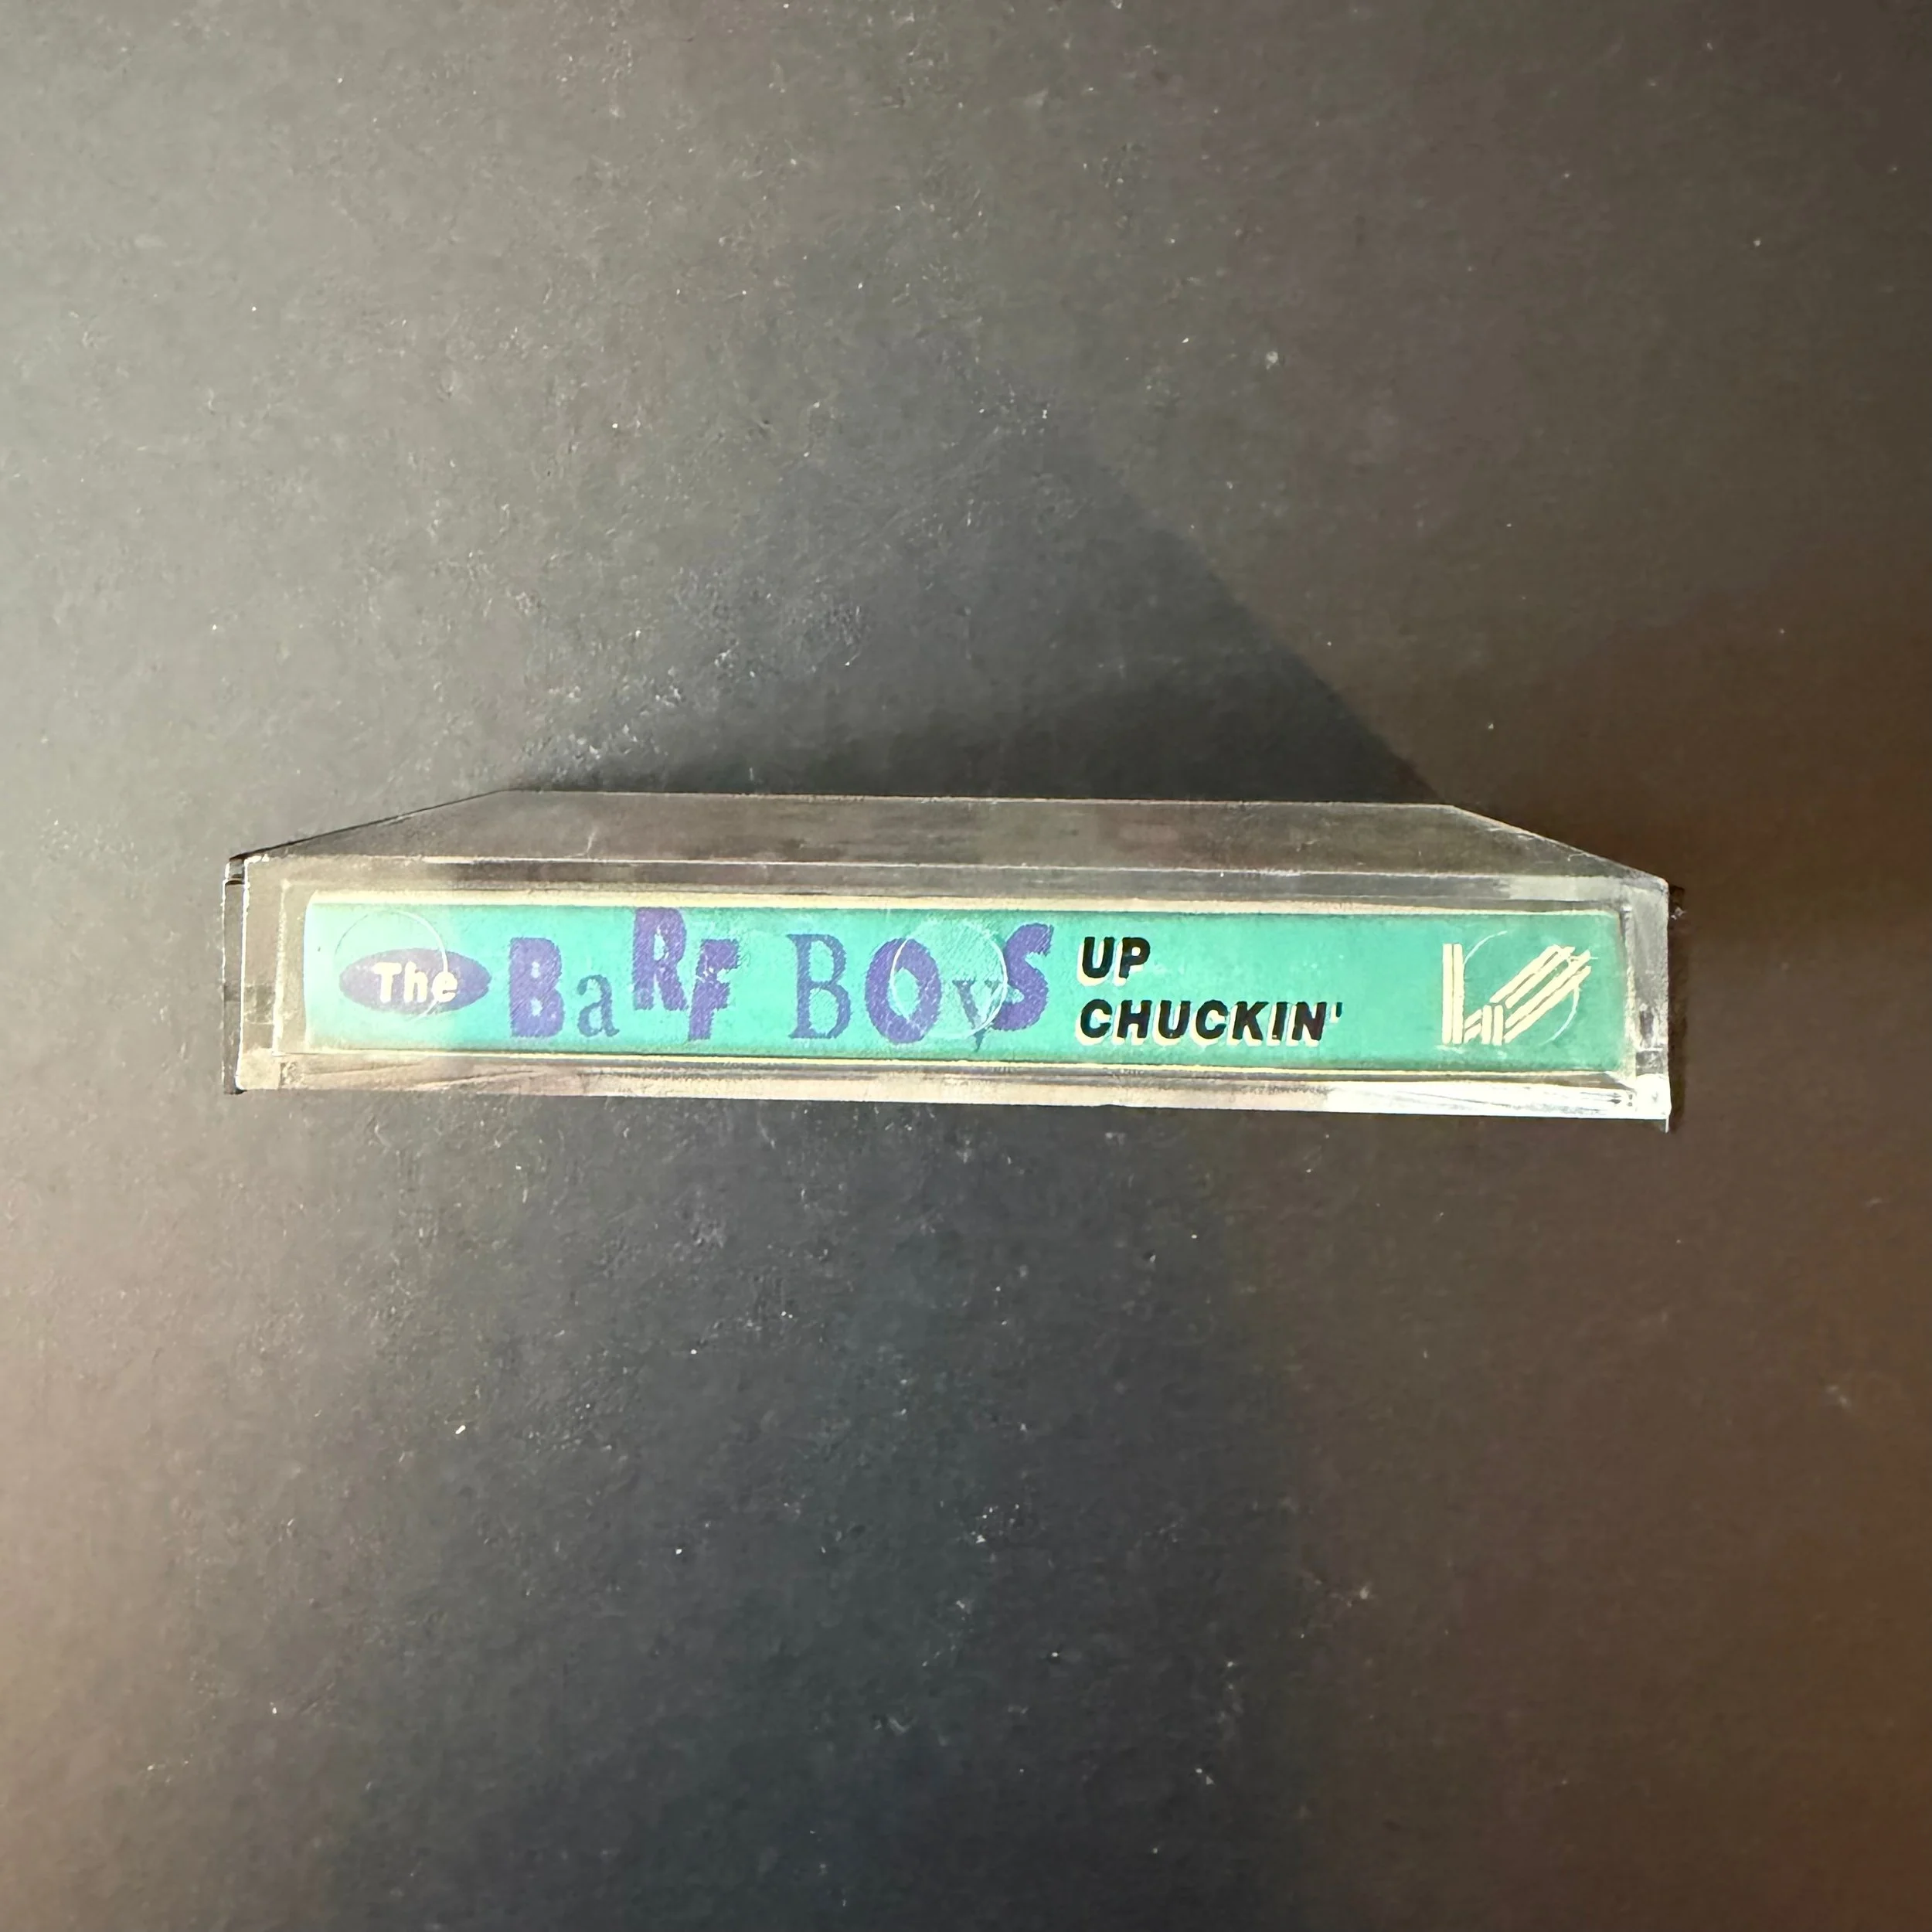 The BaRF BOyS
UP
CHUCKIN'